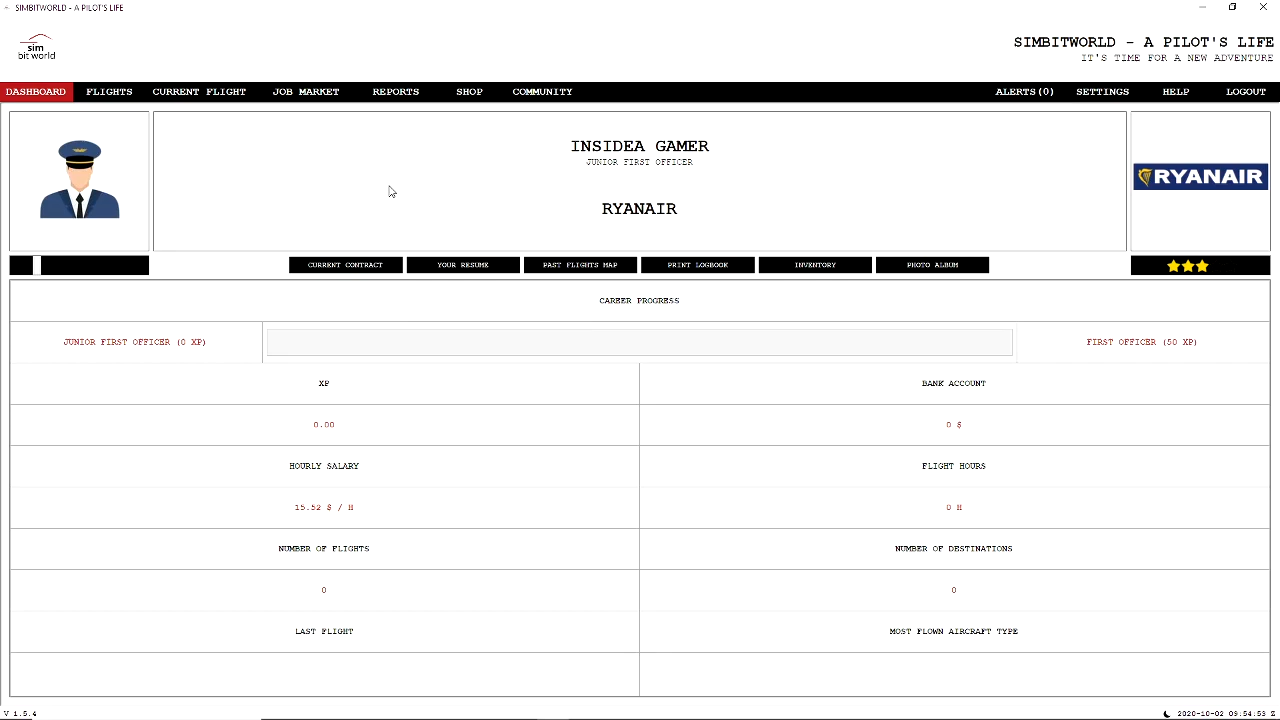 SIMBITWORLD - A PILOT'S LIFE
sim
bit world
SIMBITWORLD - A PILOT'S LIFE
IT'S TIME FOR A NEW ADVENTURE
DASHBOARD FLIGHTS CURRENT FLIGHT JOB MARKET REPORTS SHOP COMMUNITY ALERTS(0) SETTINGS HELP LOGOUT
INSIDEA GAMER
JUNIOR FIRST OFFICER
RYANAIR
RYANAIR
CURRENT CONTRACT YOUR RESUME PAST FLIGHTS MAP PRINT LOGBOOK INVENTORY PHOTO ALBUM
CAREER PROGRESS
JUNIOR FIRST OFFICER (0 XP) FIRST OFFICER (50 XP)
XP BANK ACCOUNT
0.00 0 $
HOURLY SALARY FLIGHT HOURS
15.52 $ / H 0 H
NUMBER OF FLIGHTS NUMBER OF DESTINATIONS
0 0
LAST FLIGHT MOST FLOWN AIRCRAFT TYPE
V 1.5.4 2020-10-02 09:54:53 Z